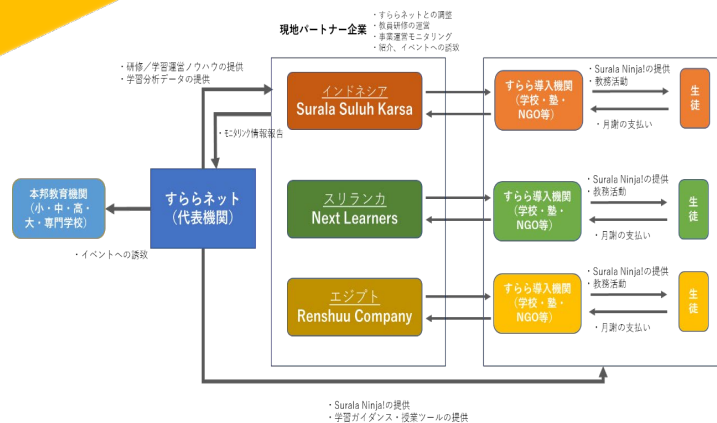 現地パートナー企業
・すららネットとの調整
・教員研修の運営
・事業運営モニタリング
・紹介、イベントへの誘致
・研修／学習運営ノウハウの提供
・学習分析データの提供
インドネシア
Surala Suluh Karsa
・モニタリング情報報告
すららネット
（代表機関）
本邦教育機関
（小・中・高・
大・専門学校）
・イベントへの誘致
スリランカ
Next Learners
エジプト
Renshuu Company
すらら導入機関
（学校・塾・
NGO等）
・Surala Ninja!の提供
・教務活動
・月謝の支払い
生
徒
すらら導入機関
（学校・塾・
NGO等）
・Surala Ninja!の提供
・教務活動
・月謝の支払い
生
徒
すらら導入機関
（学校・塾・
NGO等）
・Surala Ninja!の提供
・教務活動
・月謝の支払い
生
徒
・Surala Ninja!の提供
・学習ガイダンス・授業ツールの提供